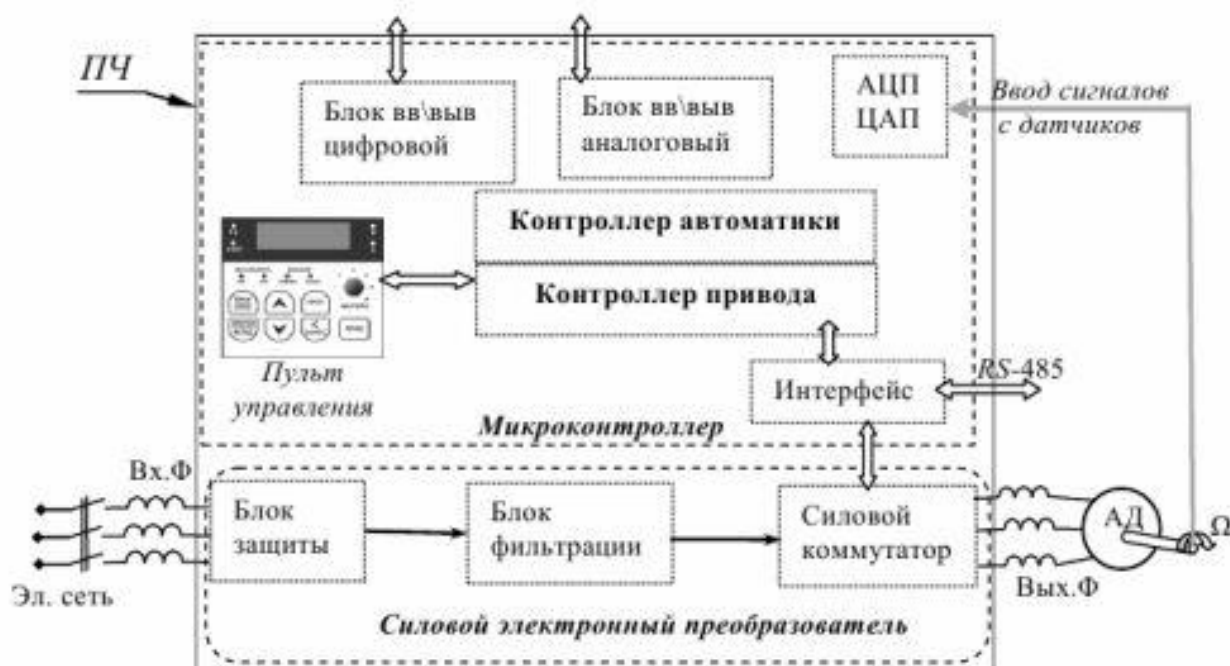 ПЧ
Блок вв\выв
цифровой
Блок вв\выв
аналоговый
АЦП
ЦАП
Ввод сигналов
с датчиков
Контроллер автоматики
Контроллер привода
Пульт
управления
Интерфейс
RS-485
Микроконтроллер
Вх.Ф
Блок
защиты
Блок
фильтрации
Силовой
коммутатор
АД
Ω
Вых.Ф
Эл. сеть
Силовой электронный преобразователь